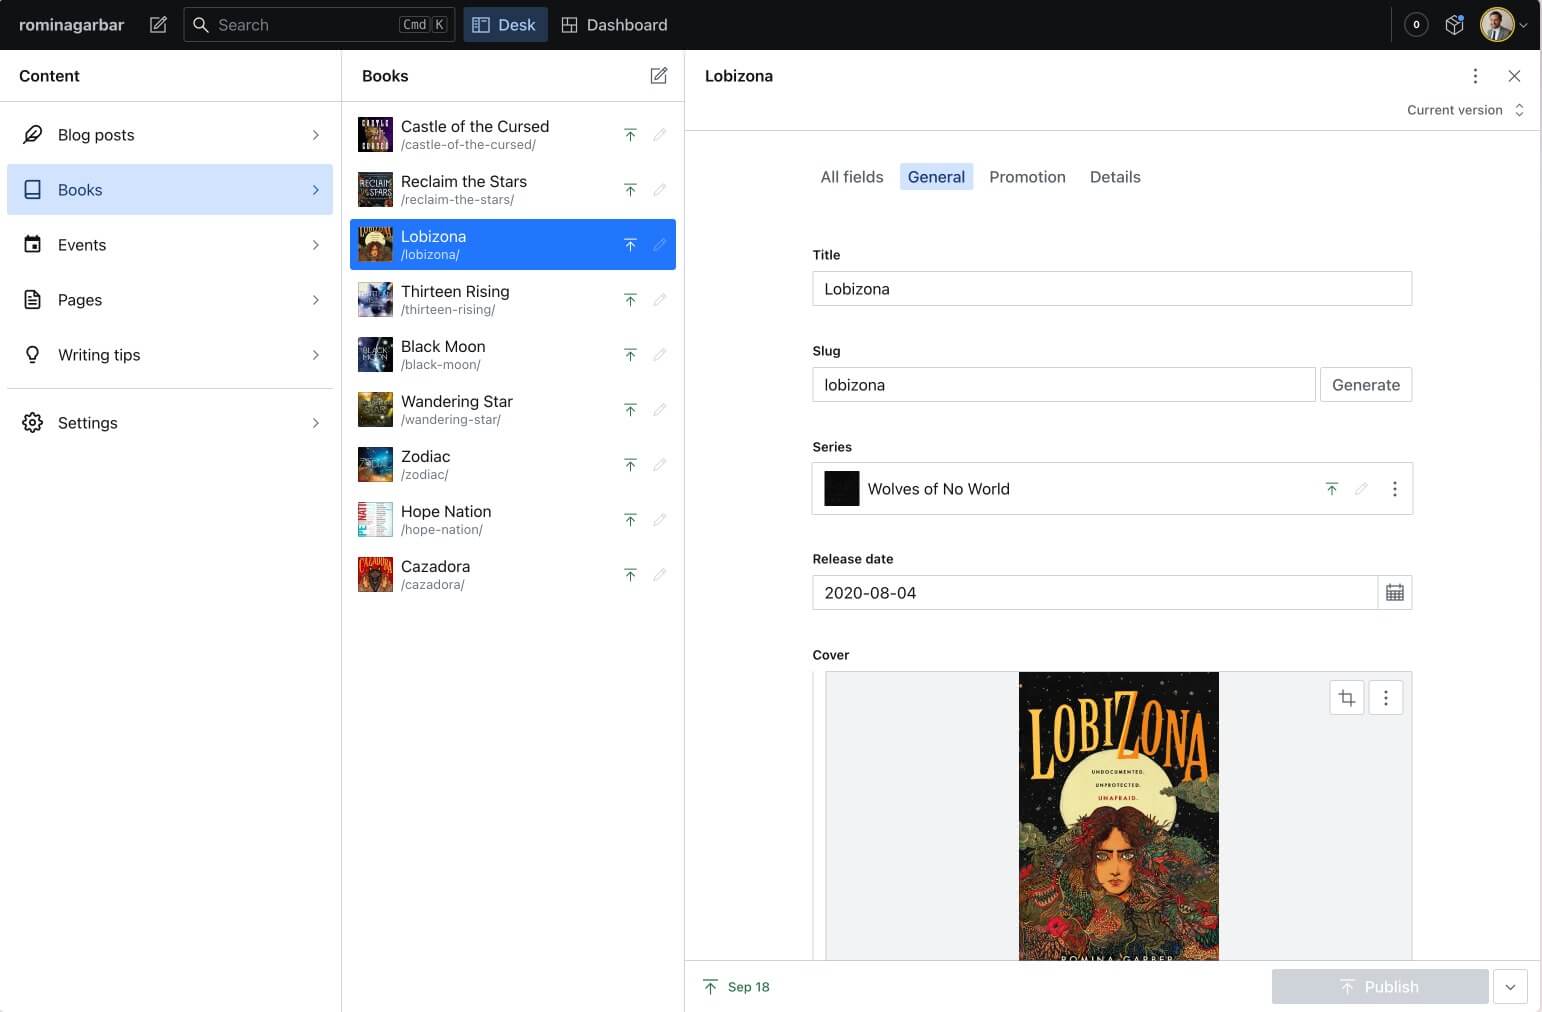 rominagarbar
Search
Cmd K
Desk
Dashboard
0
Content
Blog posts
Books
Events
Pages
Writing tips
Settings
Books
Castle of the Cursed
/castle-of-the-cursed/
Reclaim the Stars
/reclaim-the-stars/
Lobizona
/lobizona/
Thirteen Rising
/thirteen-rising/
Black Moon
/black-moon/
Wandering Star
/wandering-star/
Zodiac
/zodiac/
Hope Nation
/hope-nation/
Cazadora
/cazadora/
Lobizona
Current version
All fields
General
Promotion
Details
Title
Lobizona
Slug
lobizona
Generate
Series
Wolves of No World
Release date
2020-08-04
Cover
LOBIZONA
UNDOCUMENTED.
UNPROTECTED.
UNAFRAID.
ROMINA GARBER
Sep 18
Publish